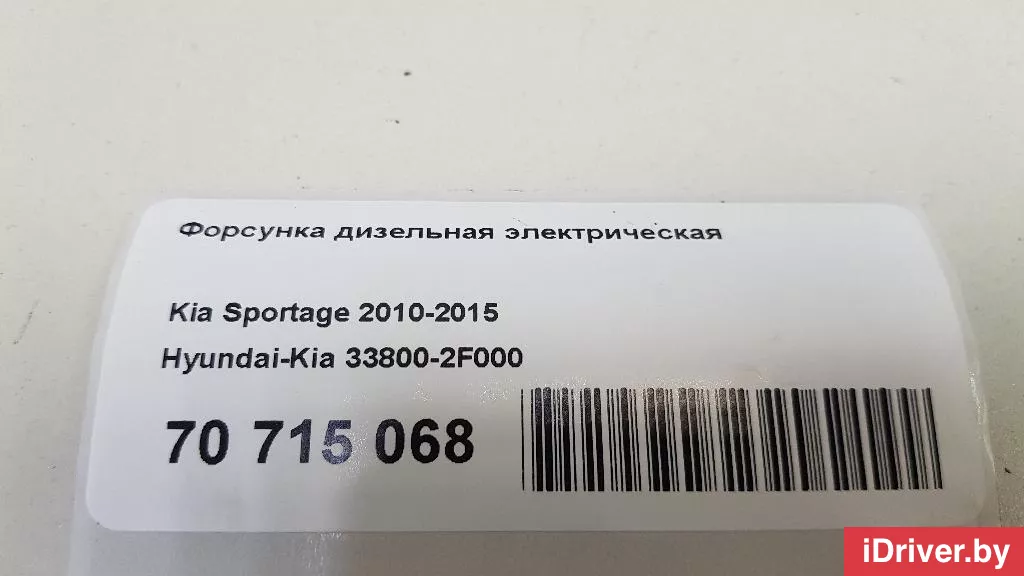 Форсунка дизельная электрическая
Kia Sportage 2010-2015
Hyundai-Kia 33800-2F000
70 715 068
iDriver.by